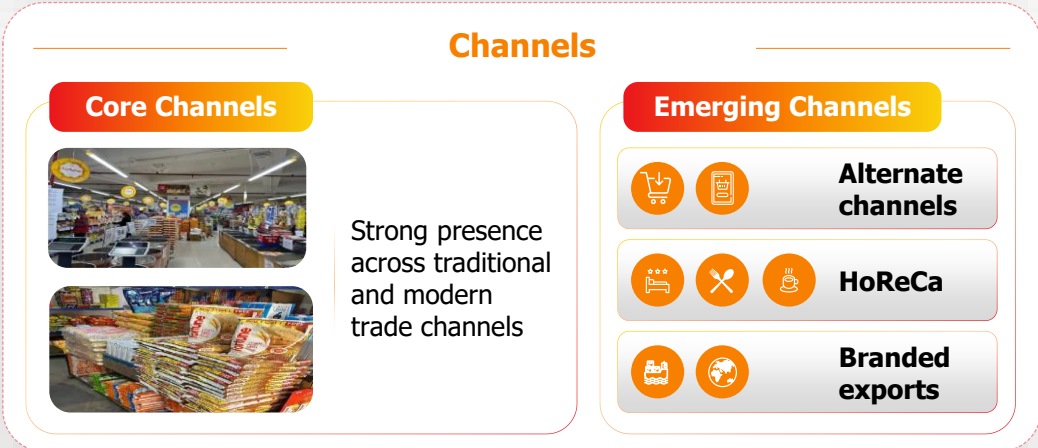 Channels
Core Channels
Strong presence
across traditional
and modern
trade channels
Emerging Channels
Alternate
channels
HoReCa
Branded
exports